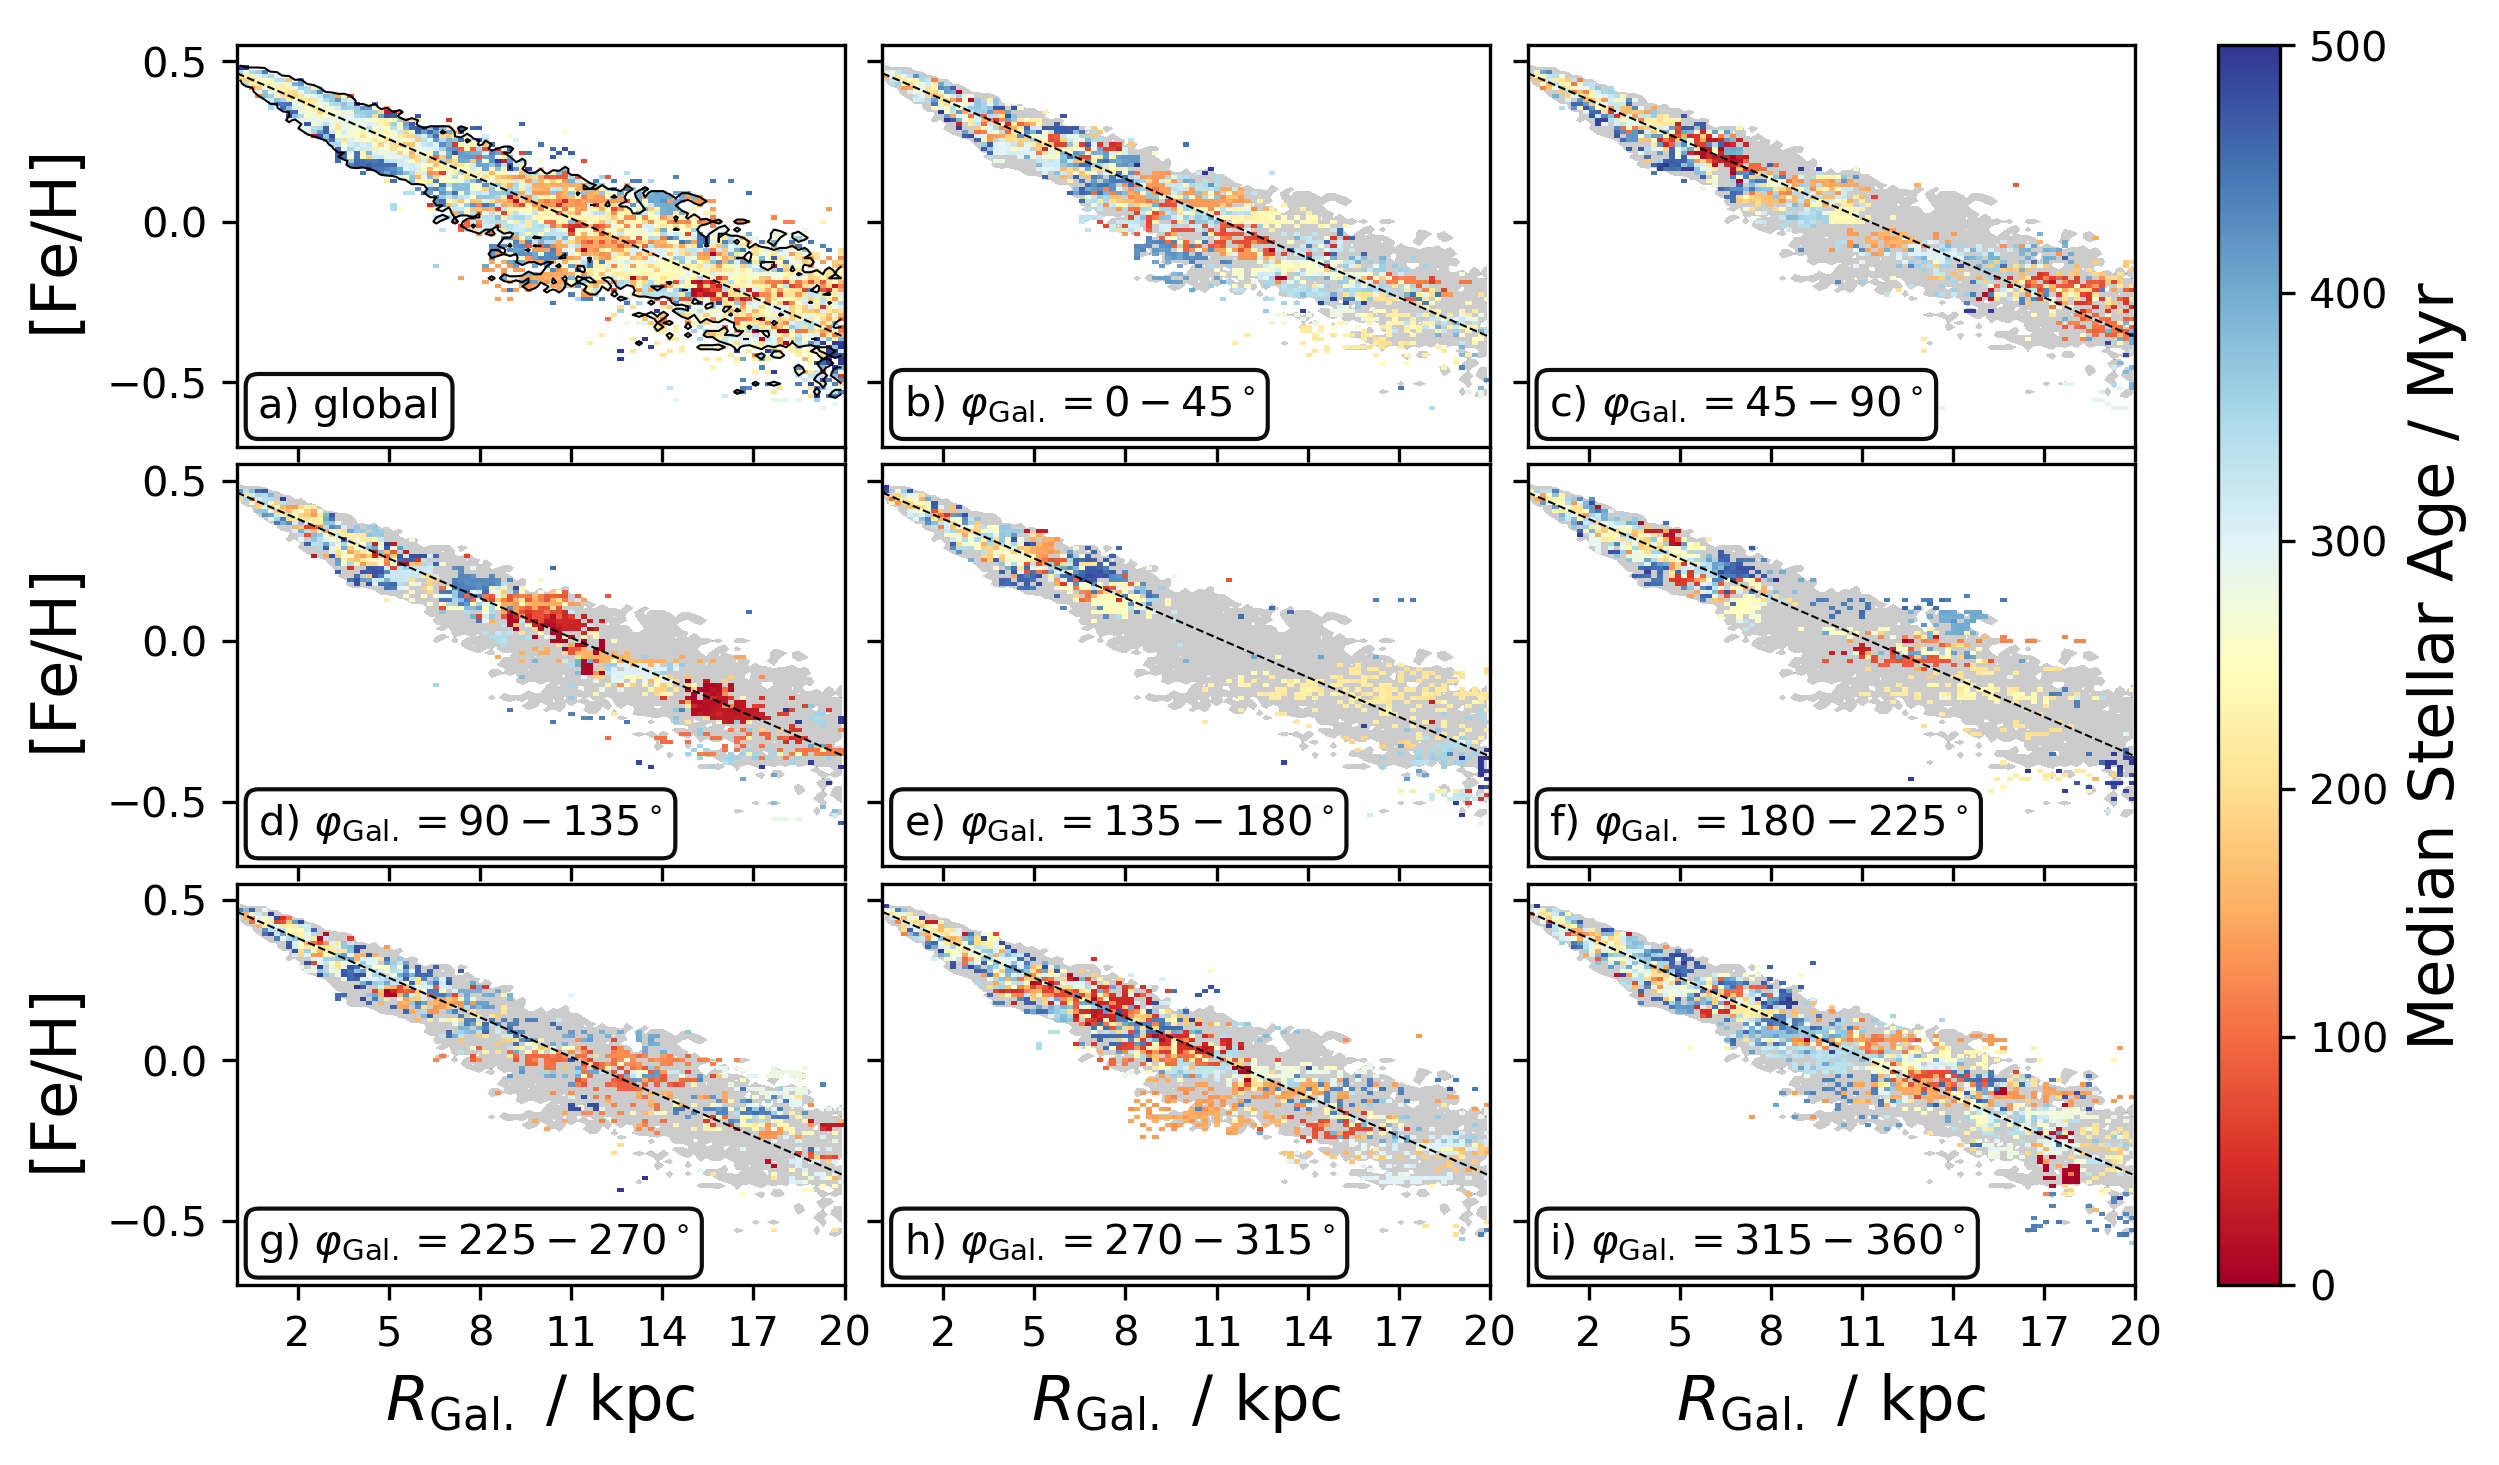 0.5
0.0
−0.5
[Fe/H]
a) global
b) φGal. = 0 − 45°
c) φGal. = 45 − 90°
0.5
0.0
−0.5
[Fe/H]
d) φGal. = 90 − 135°
e) φGal. = 135 − 180°
f) φGal. = 180 − 225°
0.5
0.0
−0.5
[Fe/H]
g) φGal. = 225 − 270°
h) φGal. = 270 − 315°
i) φGal. = 315 − 360°
2 5 8 11 14 17 20
2 5 8 11 14 17 20
2 5 8 11 14 17 20
RGal. / kpc
RGal. / kpc
RGal. / kpc
500
400
300
200
100
0
Median Stellar Age / Myr